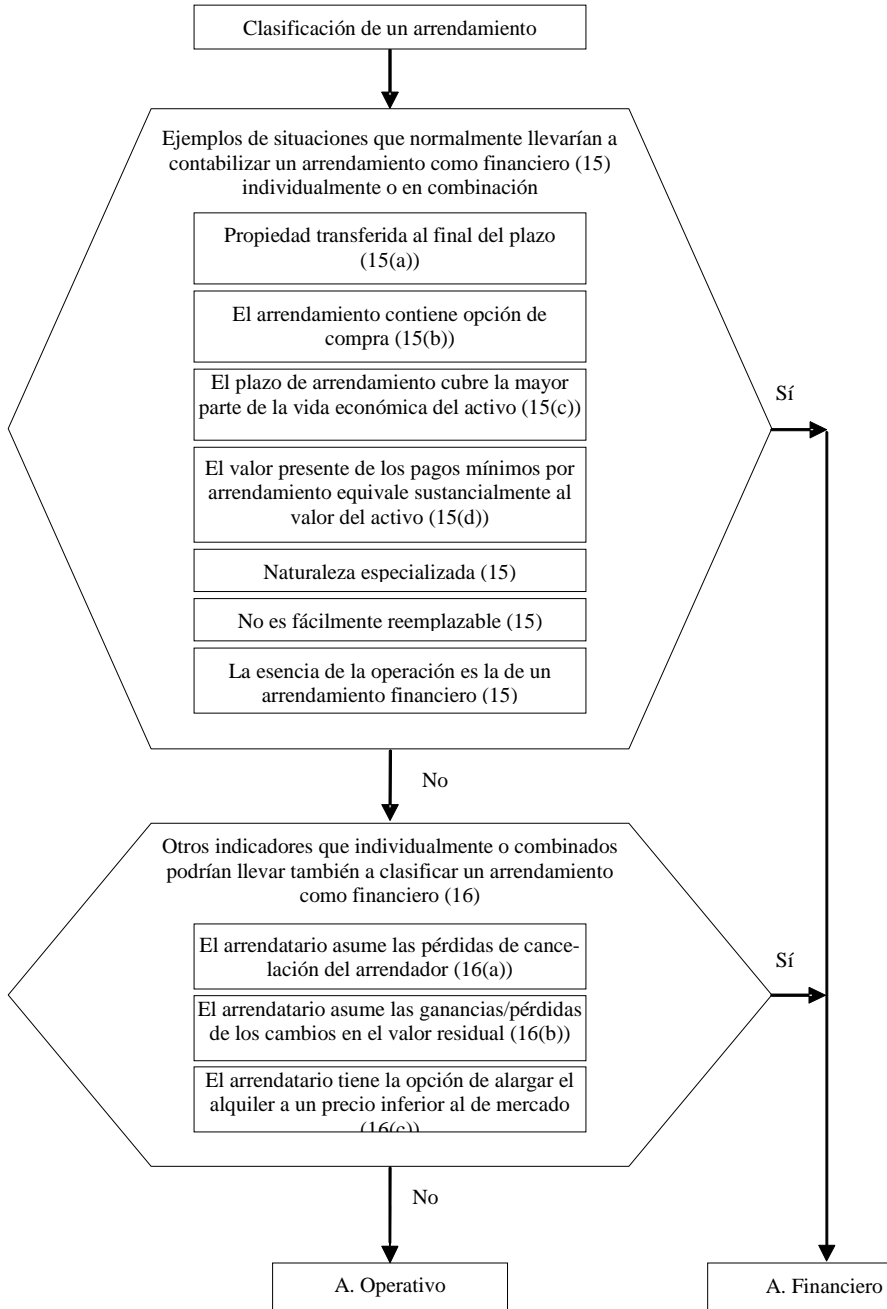 Clasificación de un arrendamiento
Ejemplos de situaciones que normalmente llevarían a
contabilizar un arrendamiento como financiero (15)
individualmente o en combinación
Propiedad transferida al final del plazo
(15(a))
El arrendamiento contiene opción de
compra (15(b))
El plazo de arrendamiento cubre la mayor
parte de la vida económica del activo (15(c))
Sí
El valor presente de los pagos mínimos por
arrendamiento equivale sustancialmente al
valor del activo (15(d))
Naturaleza especializada (15)
No es fácilmente reemplazable (15)
La esencia de la operación es la de un
arrendamiento financiero (15)
No
Otros indicadores que individualmente o combinados
podrían llevar también a clasificar un arrendamiento
como financiero (16)
El arrendatario asume las pérdidas de cance-
lación del arrendador (16(a))
Sí
El arrendatario asume las ganancias/pérdidas
de los cambios en el valor residual (16(b))
El arrendatario tiene la opción de alargar el
alquiler a un precio inferior al de mercado
(16(c))
No
A. Operativo
A. Financiero